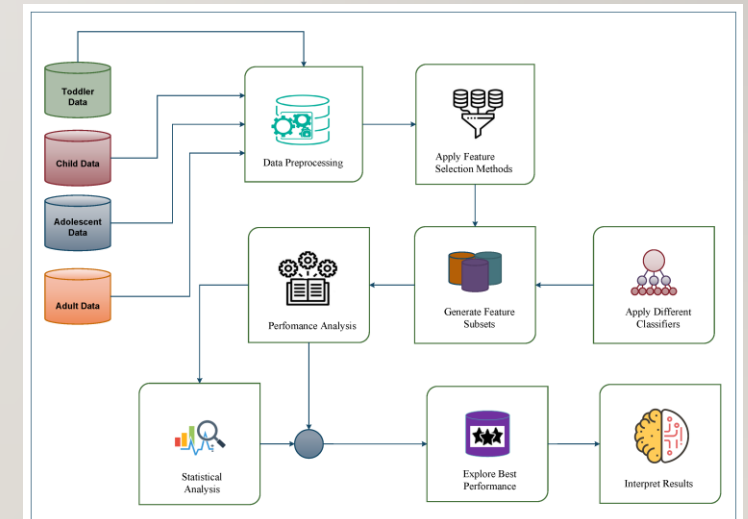 Toddler
Data
Child Data
Adolescent
Data
Adult Data
Data Preprocessing
Apply Feature
Selection Methods
Perfomance Analysis
Generate Feature
Subsets
Apply Different
Classifiers
Statistical
Analysis
Explore Best
Performance
Interpret Results